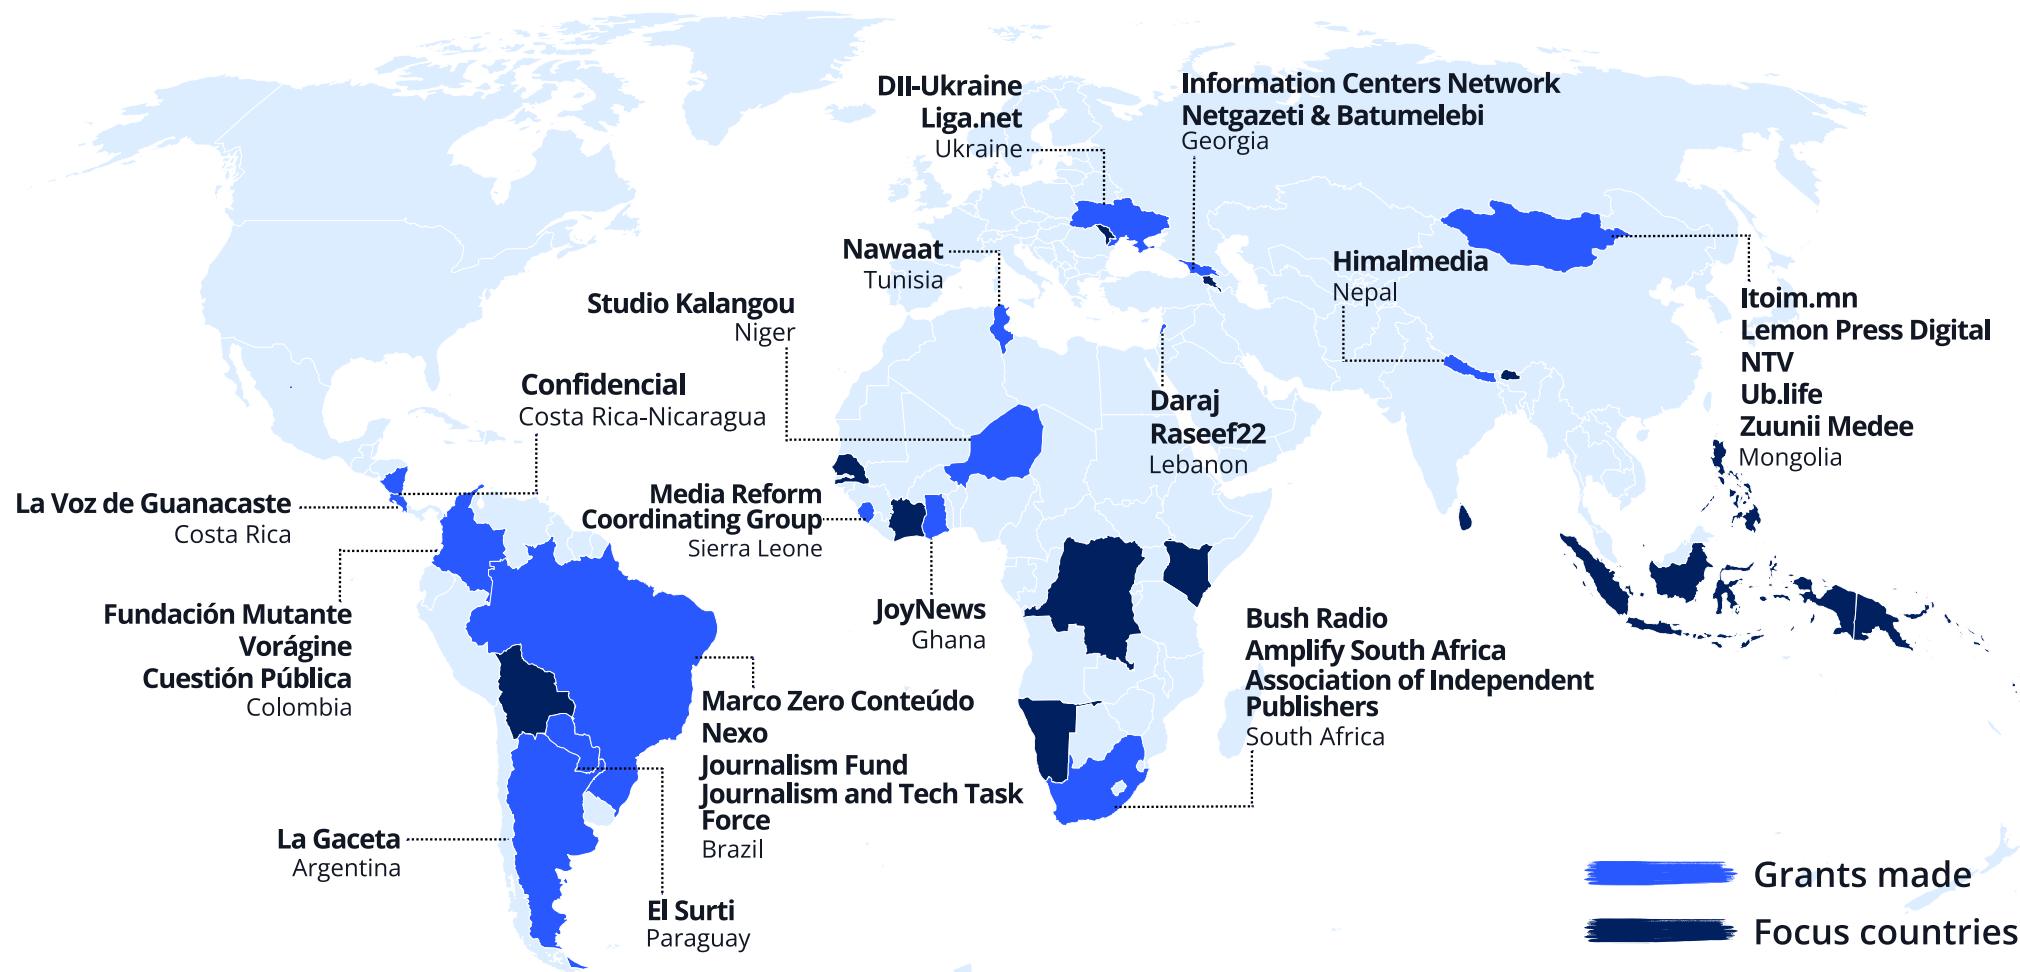 DII-Ukraine
Liga.net
Ukraine
Information Centers Network
Netgazeti & Batumelebi
Georgia
Nawaat
Tunisia
Himalmedia
Nepal
Studio Kalangou
Niger
Itoim.mn
Lemon Press Digital
NTV
Ub.life
Zuunii Medee
Mongolia
Confidencial
Costa Rica-Nicaragua
Daraj
Raseef22
Lebanon
La Voz de Guanacaste
Costa Rica
Media Reform
Coordinating Group
Sierra Leone
Fundación Mutante
Vorágine
Cuestión Pública
Colombia
JoyNews
Ghana
Bush Radio
Amplify South Africa
Association of Independent
Publishers
South Africa
Marco Zero Conteúdo
Nexo
Journalism Fund
Journalism and Tech Task
Force
Brazil
La Gaceta
Argentina
El Surti
Paraguay
Grants made
Focus countries